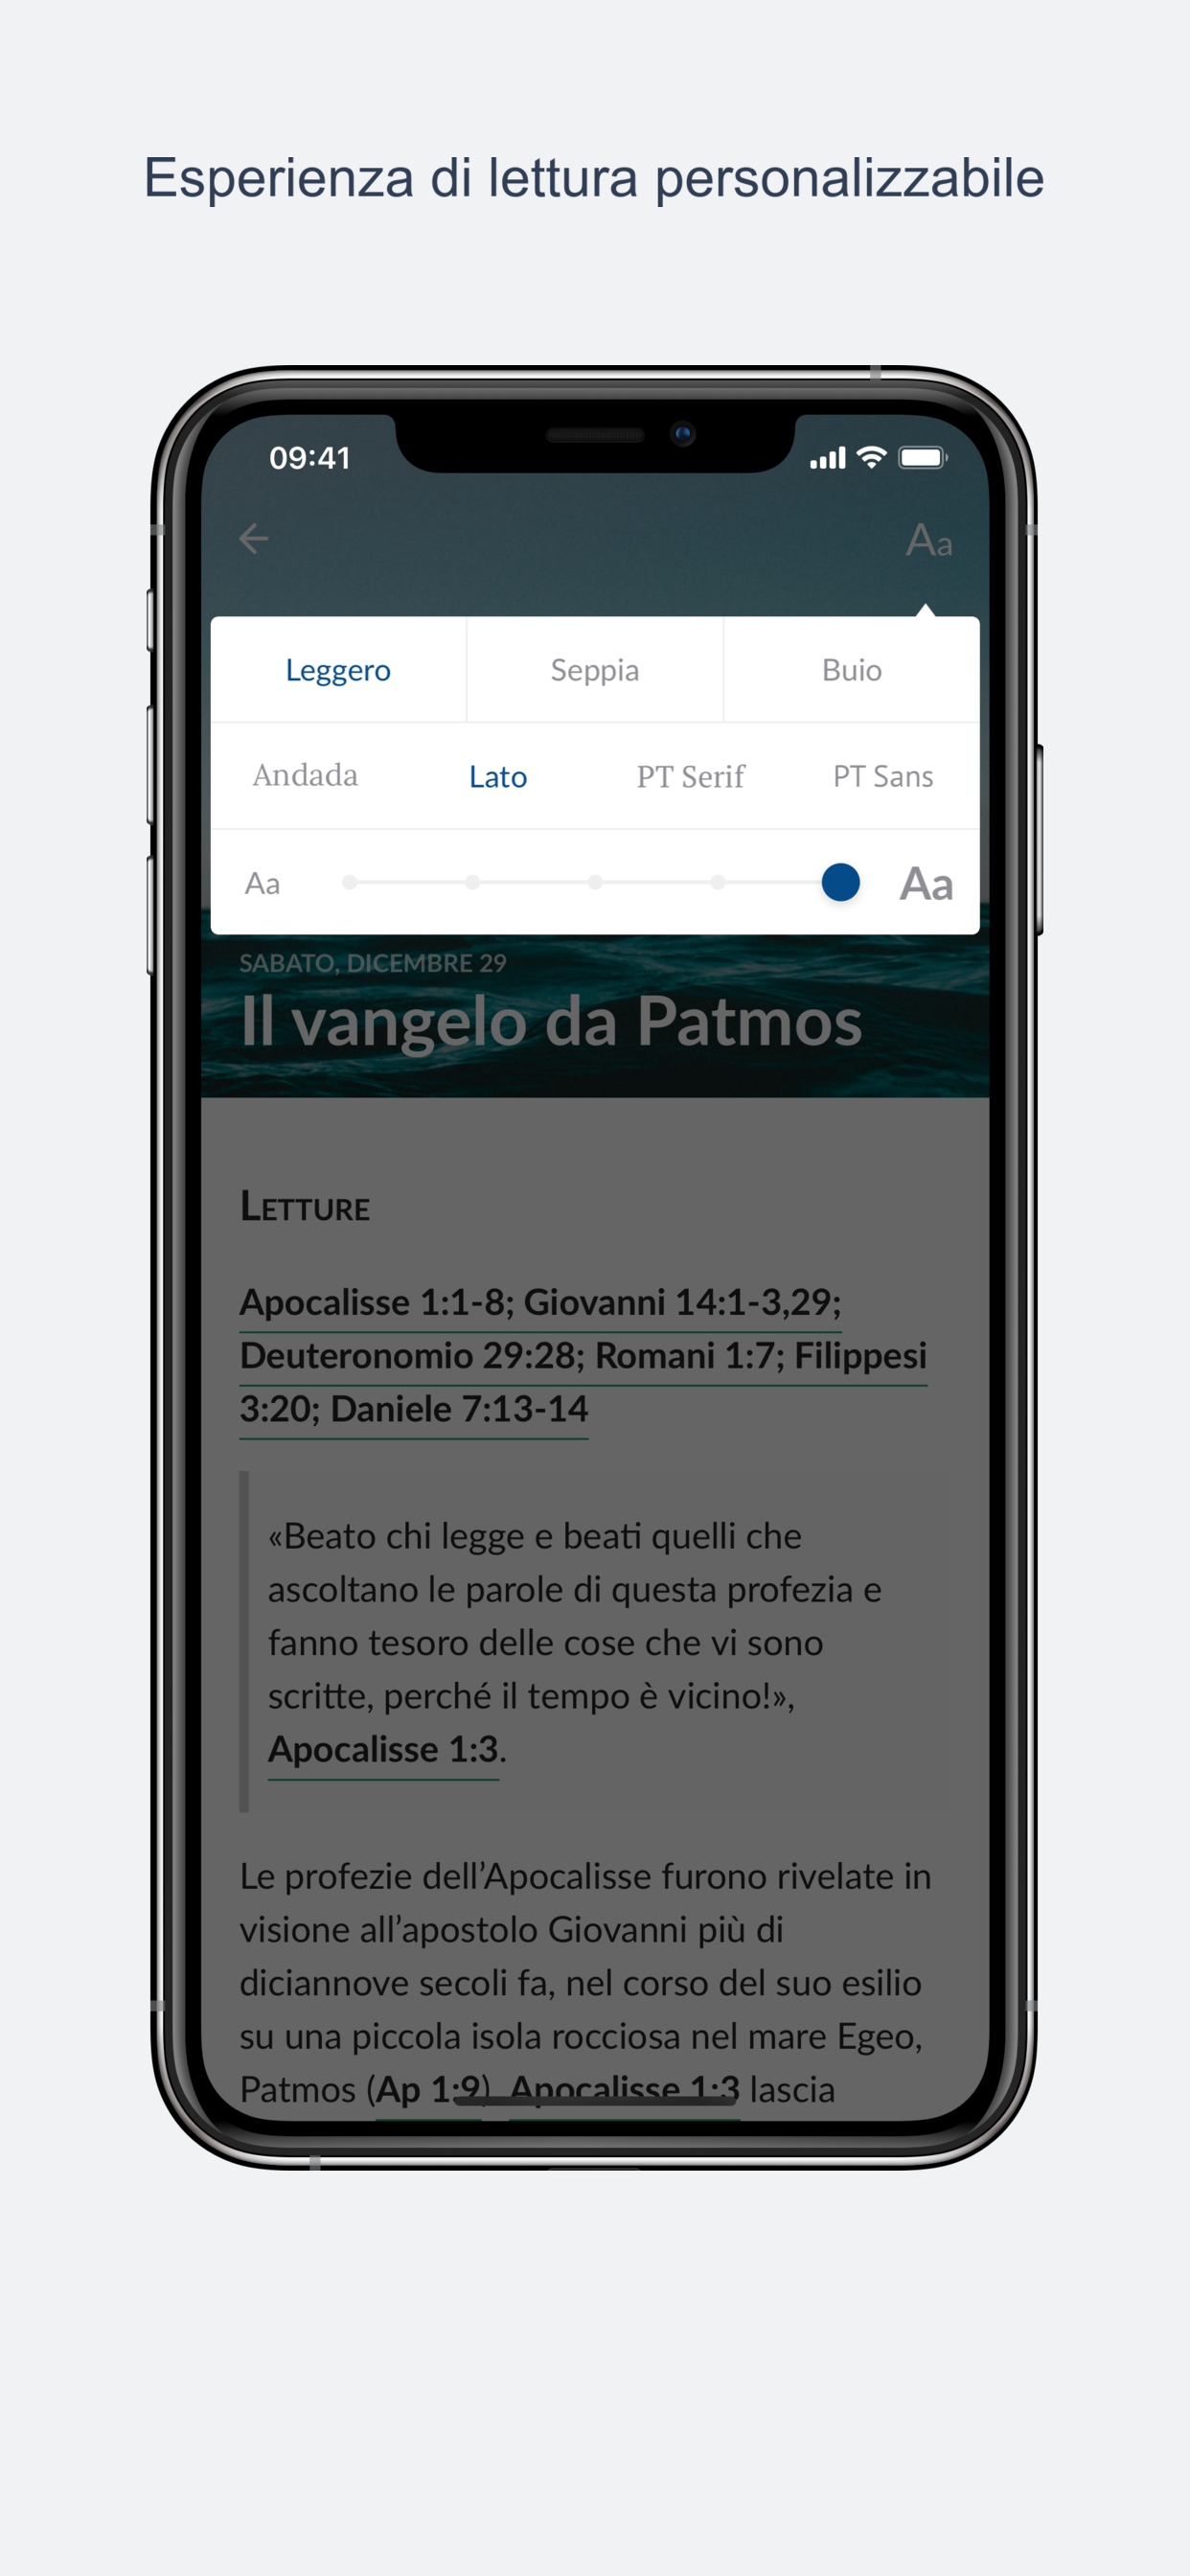 Esperienza di lettura personalizzabile
09:41
Aa
Leggero Seppia Buio
Andada Lato PT Serif PT Sans
Aa Aa
SABATO, DICEMBRE 29
Il vangelo da Patmos
LETTURE
Apocalisse 1:1-8; Giovanni 14:1-3,29;
Deuteronomio 29:28; Romani 1:7; Filippesi
3:20; Daniele 7:13-14
«Beato chi legge e beati quelli che
ascoltano le parole di questa profezia e
fanno tesoro delle cose che vi sono
scritte, perché il tempo è vicino!»,
Apocalisse 1:3.
Le profezie dell’Apocalisse furono rivelate in
visione all’apostolo Giovanni più di
diciannove secoli fa, nel corso del suo esilio
su una piccola isola rocciosa nel mare Egeo,
Patmos (Ap 1:9). Apocalisse 1:3 lascia